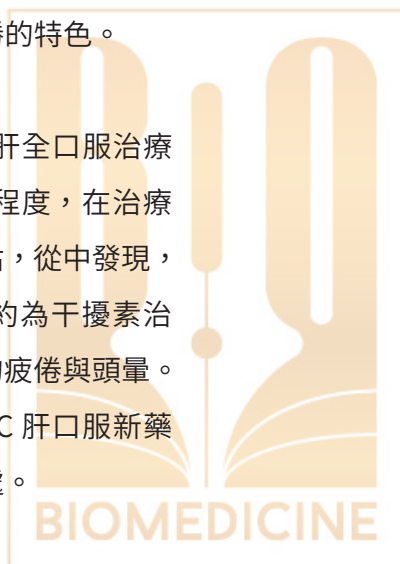 的特色。
肝全口服治療
程度，在治療
，從中發現，
約為干擾素治
疲倦與頭暈。
C 肝口服新藥
。
BIO
BIOMEDICINE